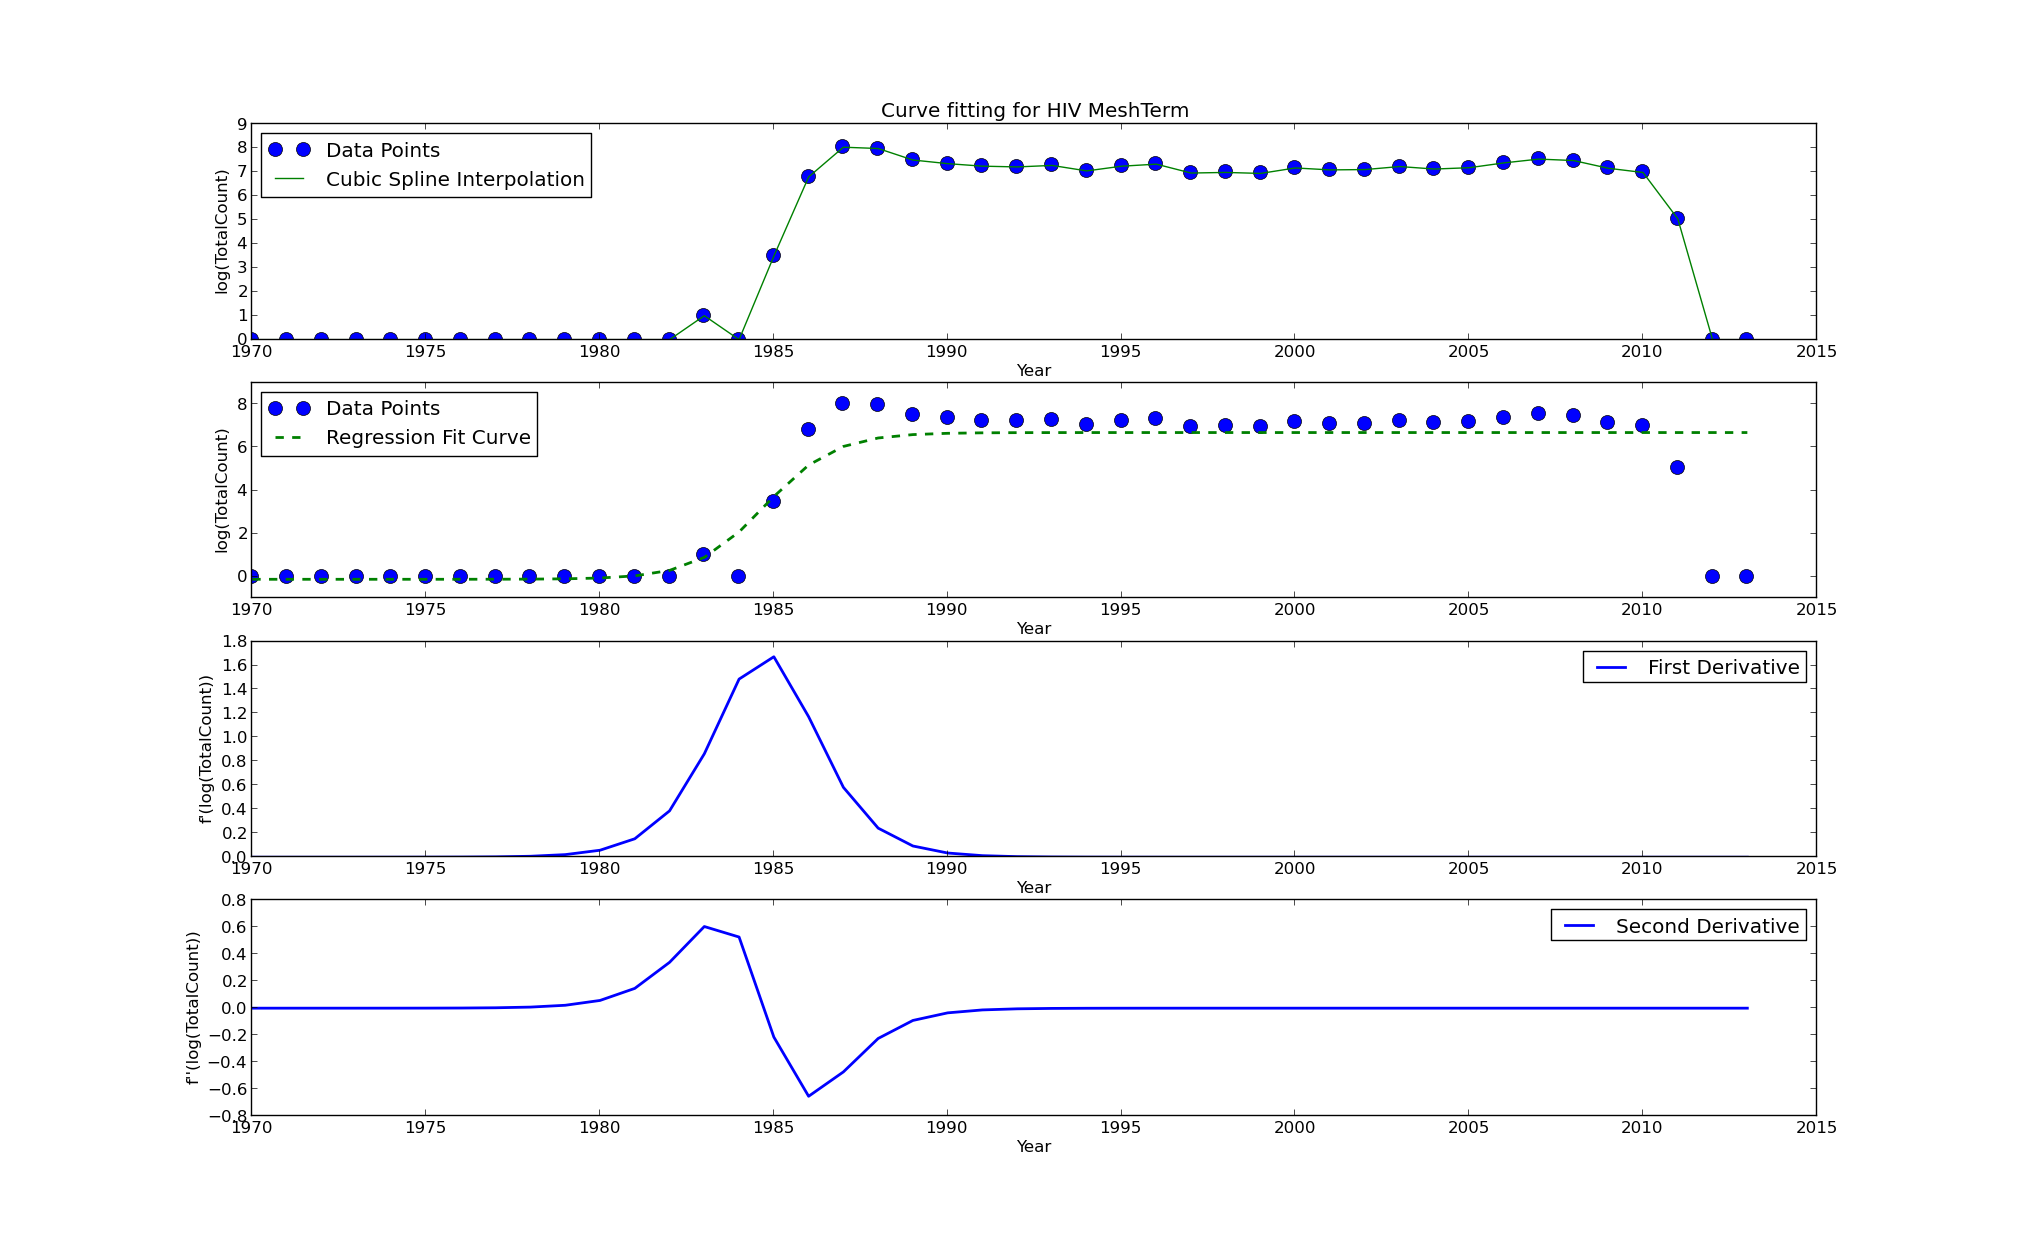 Curve fitting for HIV MeshTerm
9
8
7
6
5
4
3
2
1
0
log(TotalCount)
Data Points
Cubic Spline Interpolation
1970 1975 1980 1985 1990 1995 2000 2005 2010 2015
Year
8
6
4
2
0
log(TotalCount)
Data Points
Regression Fit Curve
1970 1975 1980 1985 1990 1995 2000 2005 2010 2015
Year
1.8
1.6
1.4
1.2
1.0
0.8
0.6
0.4
0.2
0.0
f'(log(TotalCount))
First Derivative
1970 1975 1980 1985 1990 1995 2000 2005 2010 2015
Year
0.8
0.6
0.4
0.2
0.0
−0.2
−0.4
−0.6
−0.8
f''(log(TotalCount))
Second Derivative
1970 1975 1980 1985 1990 1995 2000 2005 2010 2015
Year